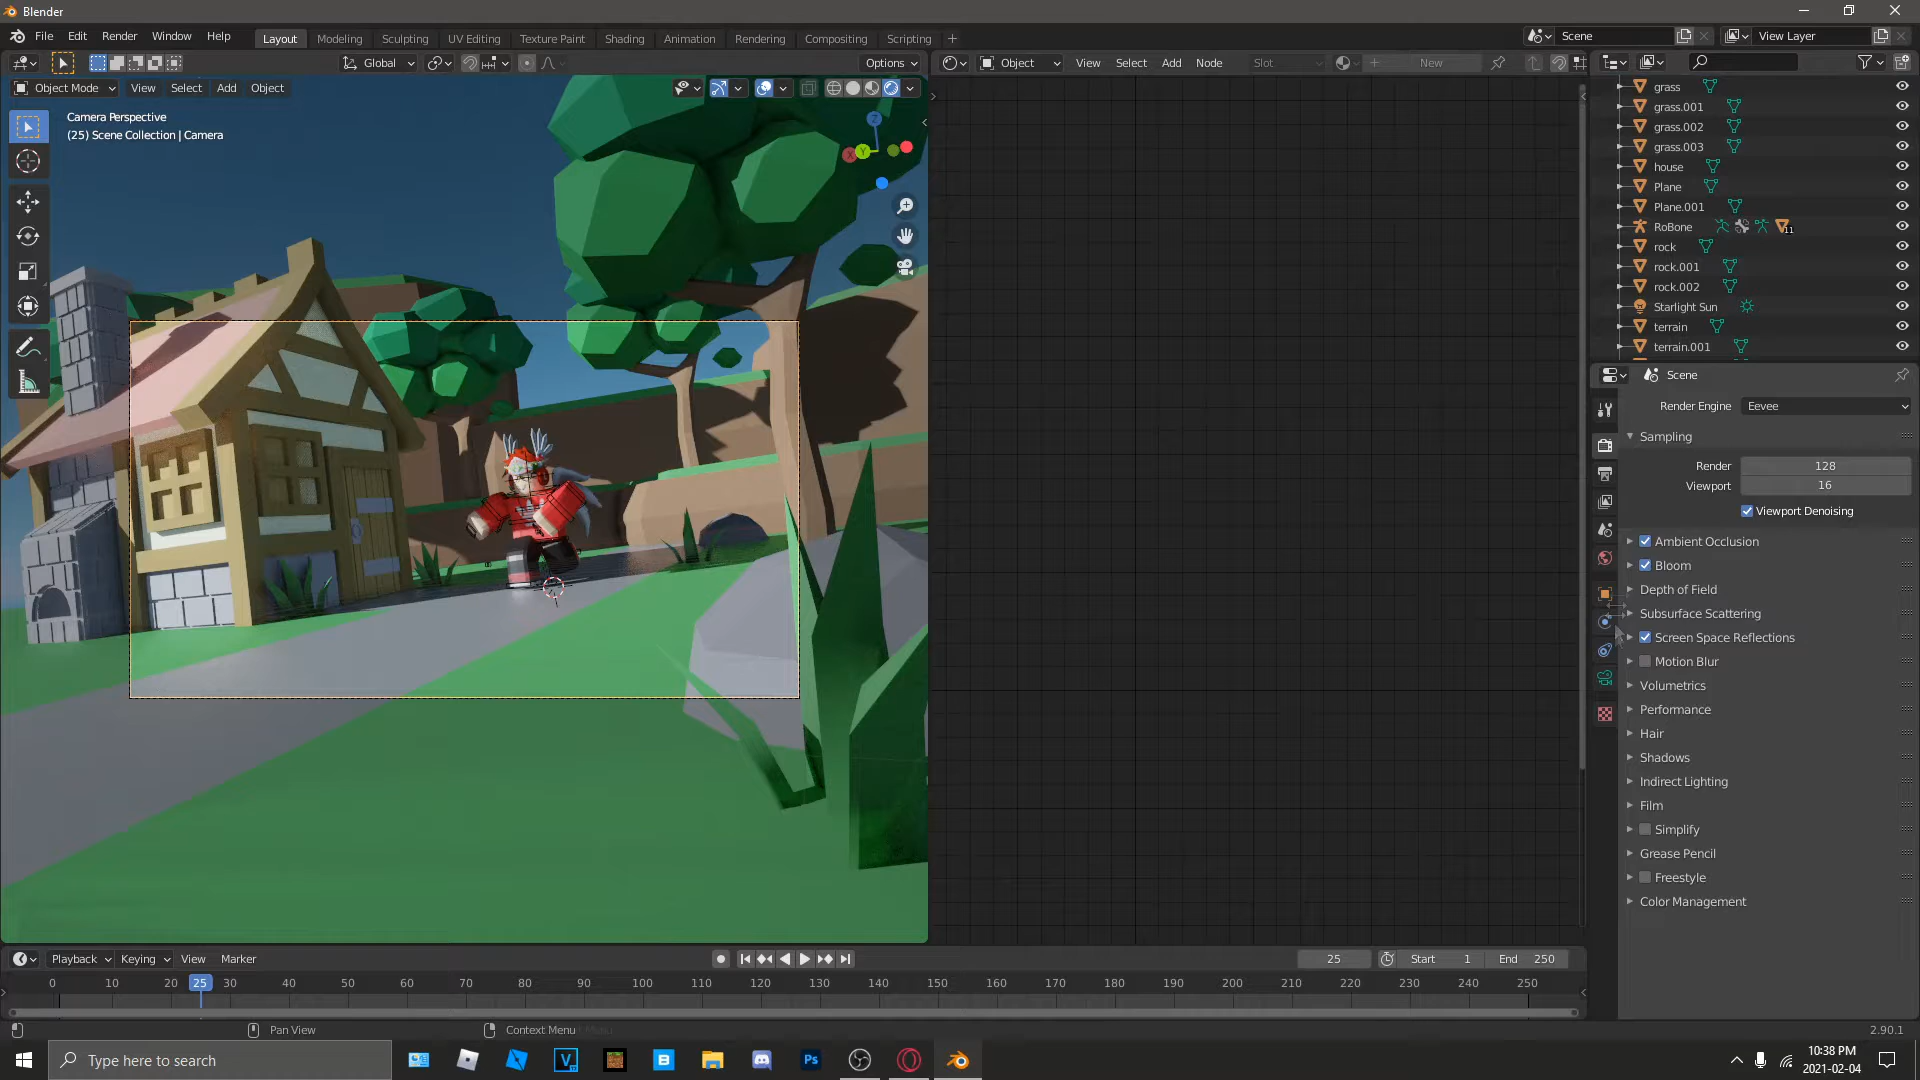 Blender
File Edit Render Window Help
Layout Modeling Sculpting UV Editing Texture Paint Shading Animation Rendering Compositing Scripting
Scene
View Layer
Global
Options
Object View Select Add Node Slot New
Object Mode View Select Add Object
Camera Perspective
(25) Scene Collection | Camera
Z
X
Y
grass
grass.001
grass.002
grass.003
house
Plane
Plane.001
RoBone
11
rock
rock.001
rock.002
Starlight Sun
terrain
terrain.001
Scene
Render Engine Eevee
Sampling
Render 128
Viewport 16
Viewport Denoising
Ambient Occlusion
Bloom
Depth of Field
Subsurface Scattering
Screen Space Reflections
Motion Blur
Volumetrics
Performance
Hair
Shadows
Indirect Lighting
Film
Simplify
Grease Pencil
Freestyle
Color Management
Playback Keying View Marker
25
Start 1 End 250
0 10 20 25 30 40 50 60 70 80 90 100 110 120 130 140 150 160 170 180 190 200 210 220 230 240 250
Pan View
Context Menu
2.90.1
Type here to search
V
B
Ps
10:38 PM
2021-02-04